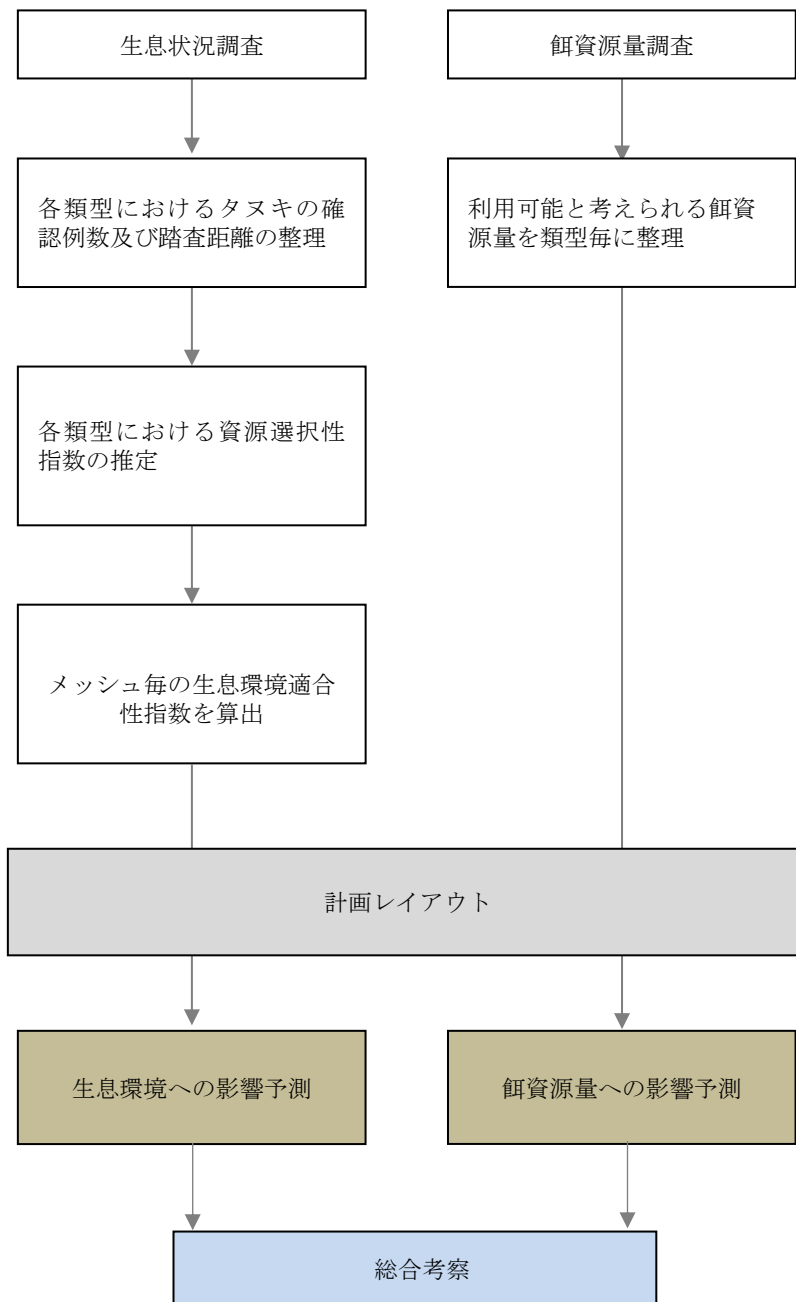 生息状況調査
餌資源量調査
各類型におけるタヌキの確
認例数及び踏査距離の整理
利用可能と考えられる餌資
源量を類型毎に整理
各類型における資源選択性
指数の推定
メッシュ毎の生息環境適合
性指数を算出
計画レイアウト
生息環境への影響予測
餌資源量への影響予測
総合考察